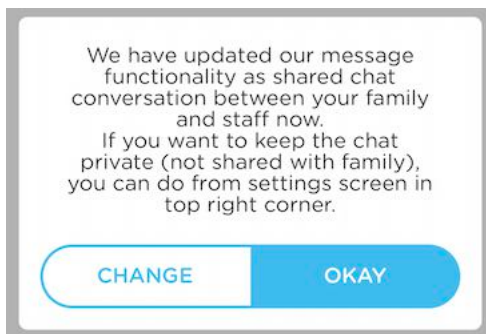 We have updated our message
functionality as shared chat
conversation between your family
and staff now.
If you want to keep the chat
private (not shared with family),
you can do from settings screen in
top right corner.
CHANGE
OKAY